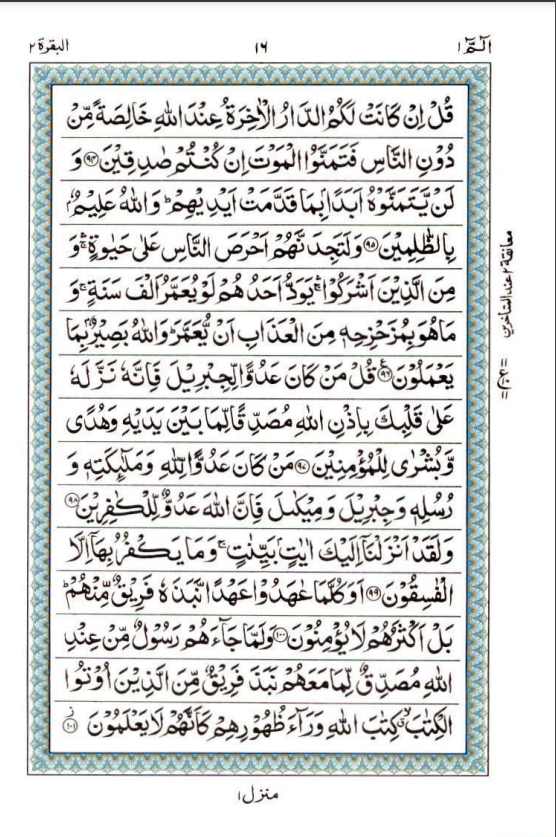 الٓمّٓ ١
١٦
البقرة ٢
قُلْ اِنْ كَانَتْ لَكُمُ الدَّارُ الْاٰخِرَةُ عِنْدَ اللّٰهِ خَالِصَةً مِّنْ
دُوْنِ النَّاسِ فَتَمَنَّوُا الْمَوْتَ اِنْ كُنْتُمْ صٰدِقِيْنَ ﴿۹۴﴾ وَ
لَنْ يَّتَمَنَّوْهُ اَبَدًۢا بِمَا قَدَّمَتْ اَيْدِيْهِمْ ؕ وَاللّٰهُ عَلِيْمٌۢ
بِالظّٰلِمِيْنَ ﴿۹۵﴾ وَلَتَجِدَنَّهُمْ اَحْرَصَ النَّاسِ عَلٰى حَيٰوةٍ ۛۚ وَ
مِنَ الَّذِيْنَ اَشْرَكُوْا ۛۚ يَوَدُّ اَحَدُهُمْ لَوْ يُعَمَّرُ اَلْفَ سَنَةٍ ۚ وَ
مَا هُوَ بِمُزَحْزِحِهٖ مِنَ الْعَذَابِ اَنْ يُّعَمَّرَ ؕ وَاللّٰهُ بَصِيْرٌۢ بِمَا
يَعْمَلُوْنَ ﴿۹۶﴾ قُلْ مَنْ كَانَ عَدُوًّا لِّجِبْرِيْلَ فَاِنَّهٗ نَزَّلَهٗ
عَلٰى قَلْبِكَ بِاِذْنِ اللّٰهِ مُصَدِّقًا لِّمَا بَيْنَ يَدَيْهِ وَهُدًى
وَّبُشْرٰى لِلْمُؤْمِنِيْنَ ﴿۹۷﴾ مَنْ كَانَ عَدُوًّا لِّلّٰهِ وَمَلٰٓئِكَتِهٖ وَ
رُسُلِهٖ وَجِبْرِيْلَ وَمِيْكٰىلَ فَاِنَّ اللّٰهَ عَدُوٌّ لِّلْكٰفِرِيْنَ ﴿۹۸﴾
وَلَقَدْ اَنْزَلْنَاۤ اِلَيْكَ اٰيٰتٍۭ بَيِّنٰتٍ ۚ وَمَا يَكْفُرُ بِهَاۤ اِلَّا
الْفٰسِقُوْنَ ﴿۹۹﴾ اَوَكُلَّمَا عٰهَدُوْا عَهْدًا نَّبَذَهٗ فَرِيْقٌ مِّنْهُمْ ؕ
بَلْ اَكْثَرُهُمْ لَا يُؤْمِنُوْنَ ﴿۱۰۰﴾ وَلَمَّا جَآءَهُمْ رَسُوْلٌ مِّنْ عِنْدِ
اللّٰهِ مُصَدِّقٌ لِّمَا مَعَهُمْ نَبَذَ فَرِيْقٌ مِّنَ الَّذِيْنَ اُوْتُوا
الْكِتٰبَ ۙۗ كِتٰبَ اللّٰهِ وَرَآءَ ظُهُوْرِهِمْ كَاَنَّهُمْ لَا يَعْلَمُوْنَ ﴿۱۰۱﴾ ز
معانقة ٢ عند المتأخرين
منزل ١